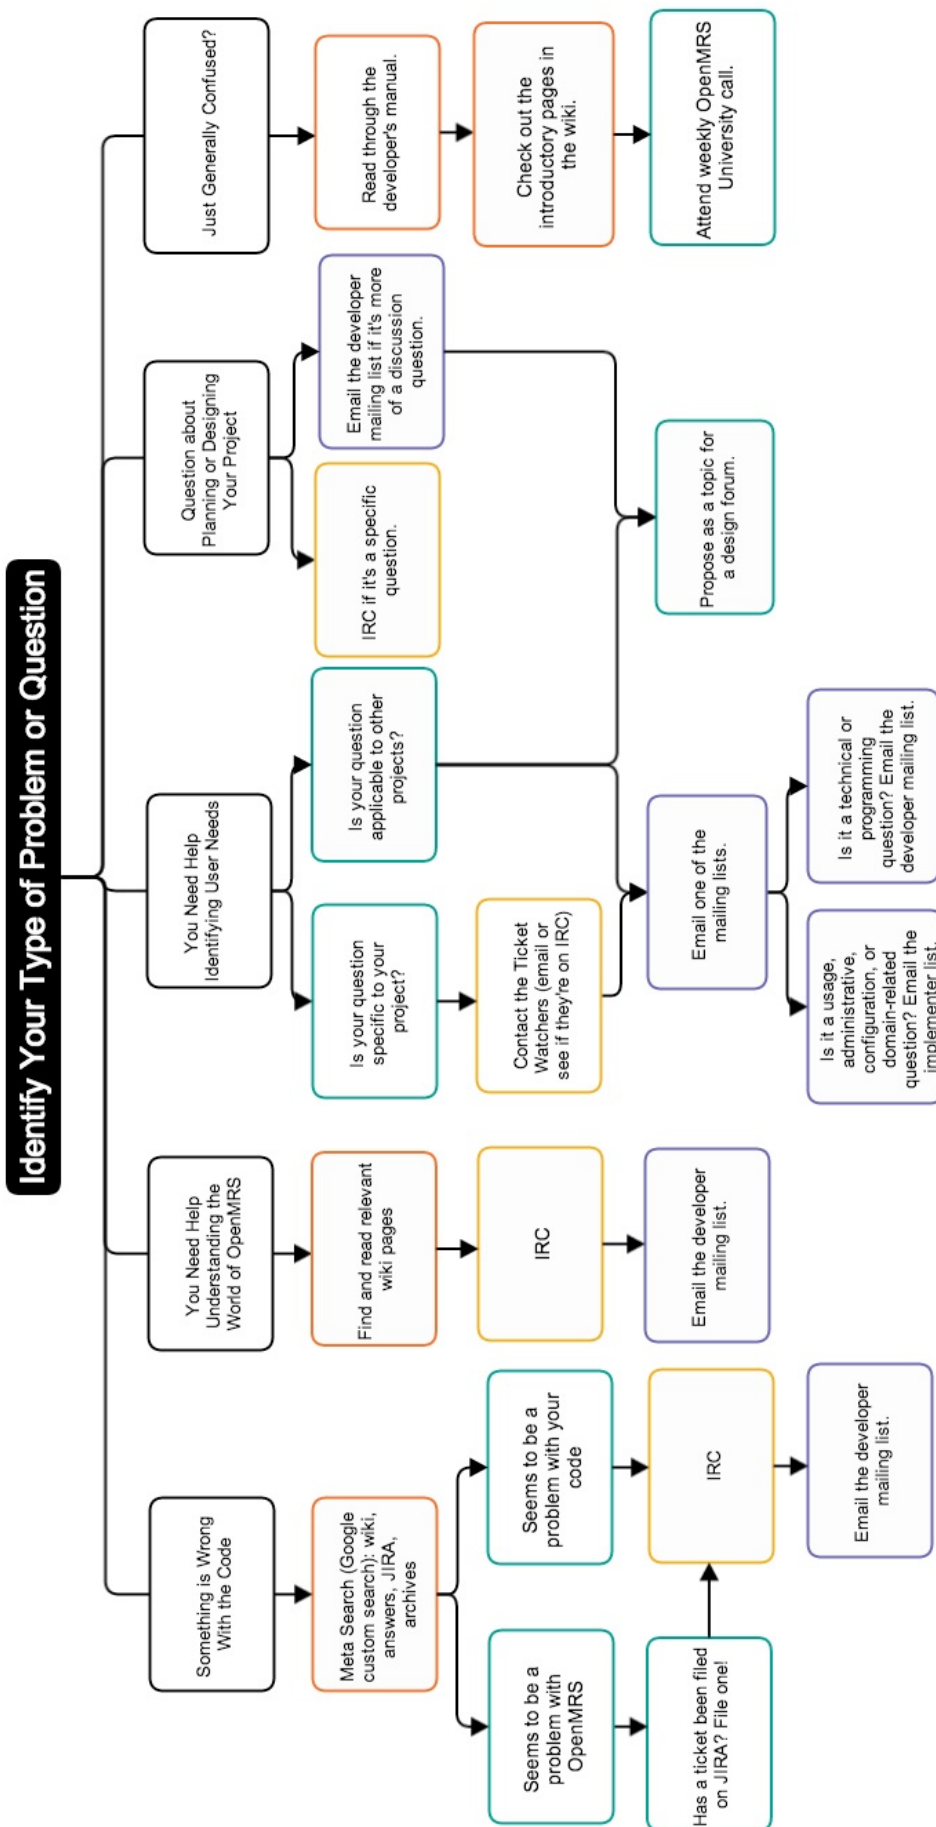 Identify Your Type of Problem or Question
Something is Wrong
With the Code
You Need Help
Understanding the
World of OpenMRS
You Need Help
Identifying User Needs
Question about
Planning or Designing
Your Project
Just Generally Confused?
Meta Search (Google
custom search): wiki,
answers, JIRA,
archives
Find and read relevant
wiki pages
Is your question
specific to your
project?
Is your question
applicable to other
projects?
IRC if it's a specific
question.
Email the developer
mailing list if it's more
of a discussion
question.
Read through the
developer's manual.
Seems to be a
problem with
OpenMRS
Seems to be a
problem with your
code
IRC
Contact the Ticket
Watchers (email or
see if they're on IRC)
Check out the
introductory pages in
the wiki.
Has a ticket been filed
on JIRA? File one!
IRC
Email the developer
mailing list.
Email one of the
mailing lists.
Propose as a topic for
a design forum.
Attend weekly OpenMRS
University call.
Email the developer
mailing list.
Is it a usage,
administrative,
configuration, or
domain-related
question? Email the
implementer list.
Is it a technical or
programming
question? Email the
developer mailing list.